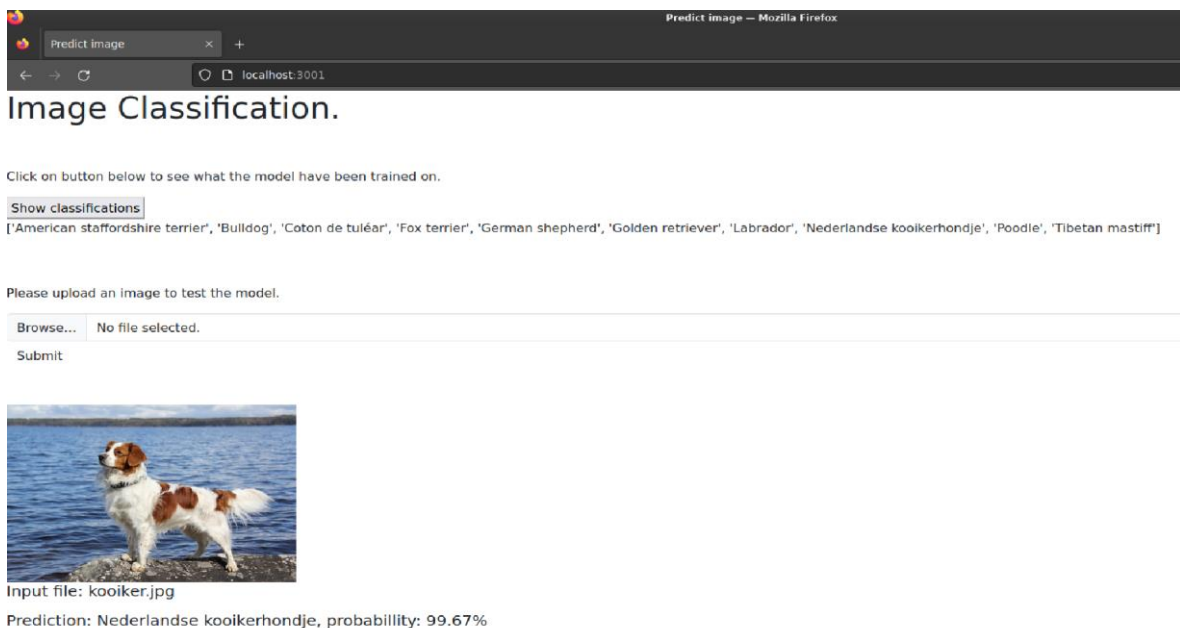 Predict image — Mozilla Firefox
Predict image
localhost:3001
Image Classification.
Click on button below to see what the model have been trained on.
Show classifications
['American staffordshire terrier', 'Bulldog', 'Coton de tuléar', 'Fox terrier', 'German shepherd', 'Golden retriever', 'Labrador', 'Nederlandse kooikerhondje', 'Poodle', 'Tibetan mastiff']
Please upload an image to test the model.
Browse... No file selected.
Submit
Input file: kooiker.jpg
Prediction: Nederlandse kooikerhondje, probabillity: 99.67%